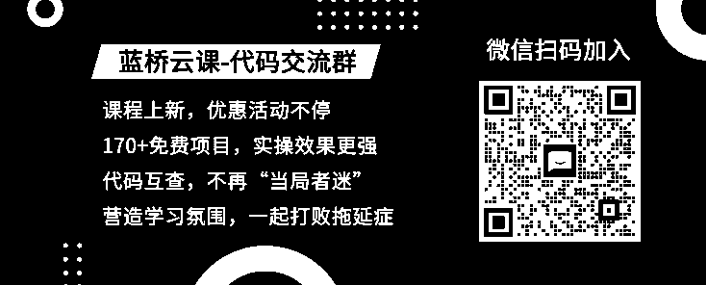 蓝桥云课-代码交流群
课程上新，优惠活动不停
170+免费项目，实操效果更强
代码互查，不再“当局者迷”
营造学习氛围，一起打败拖延症
微信扫码加入